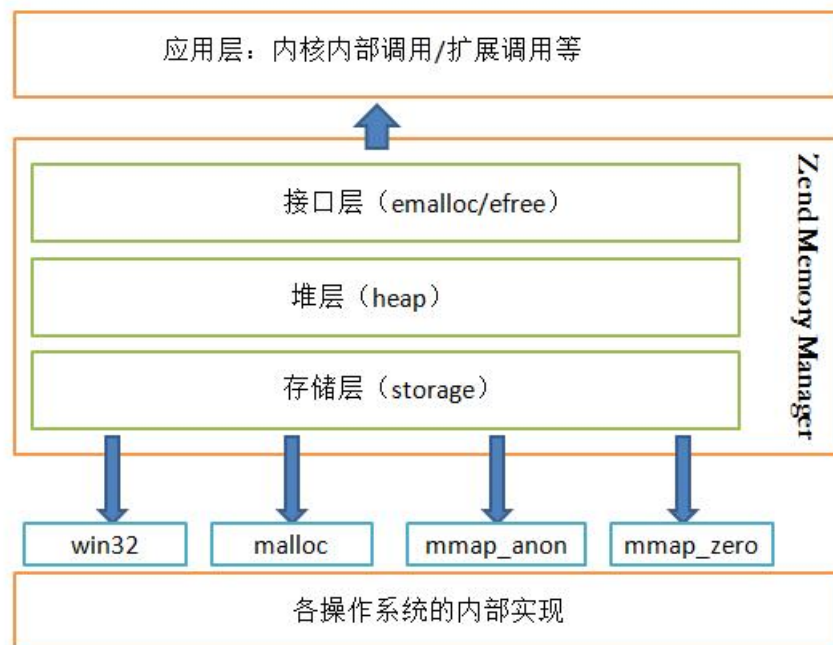 应用层：内核内部调用/扩展调用等
接口层（emalloc/efree）
堆层（heap）
存储层（storage）
Zend Memory Manager
win32
malloc
mmap_anon
mmap_zero
各操作系统的内部实现